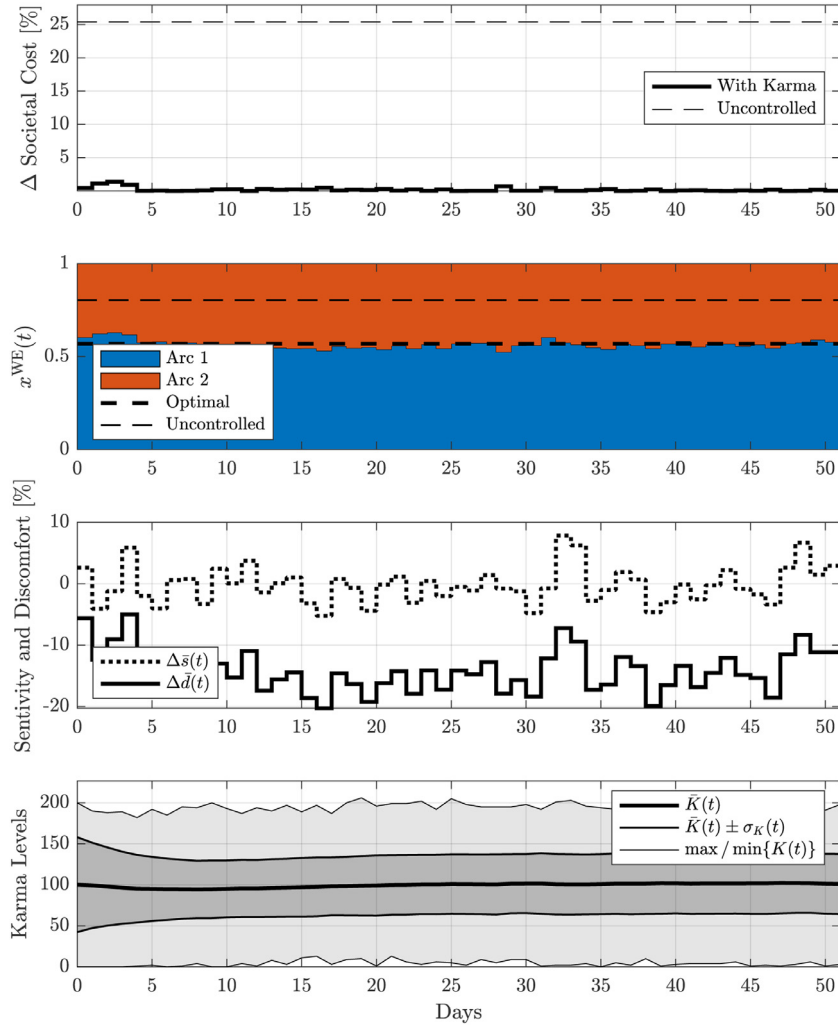 Δ Societal Cost [%]
25
20
15
10
5
With Karma
Uncontrolled
0 5 10 15 20 25 30 35 40 45 50
x^WE(t)
1
0.5
0
Arc 1
Arc 2
Optimal
Uncontrolled
0 5 10 15 20 25 30 35 40 45 50
Sentivity and Discomfort [%]
10
0
-10
-20
Δs̄(t)
Δd̄(t)
0 5 10 15 20 25 30 35 40 45 50
Karma Levels
200
150
100
50
0
K̄(t)
K̄(t) ± σ_K(t)
max / min{K(t)}
0 5 10 15 20 25 30 35 40 45 50
Days